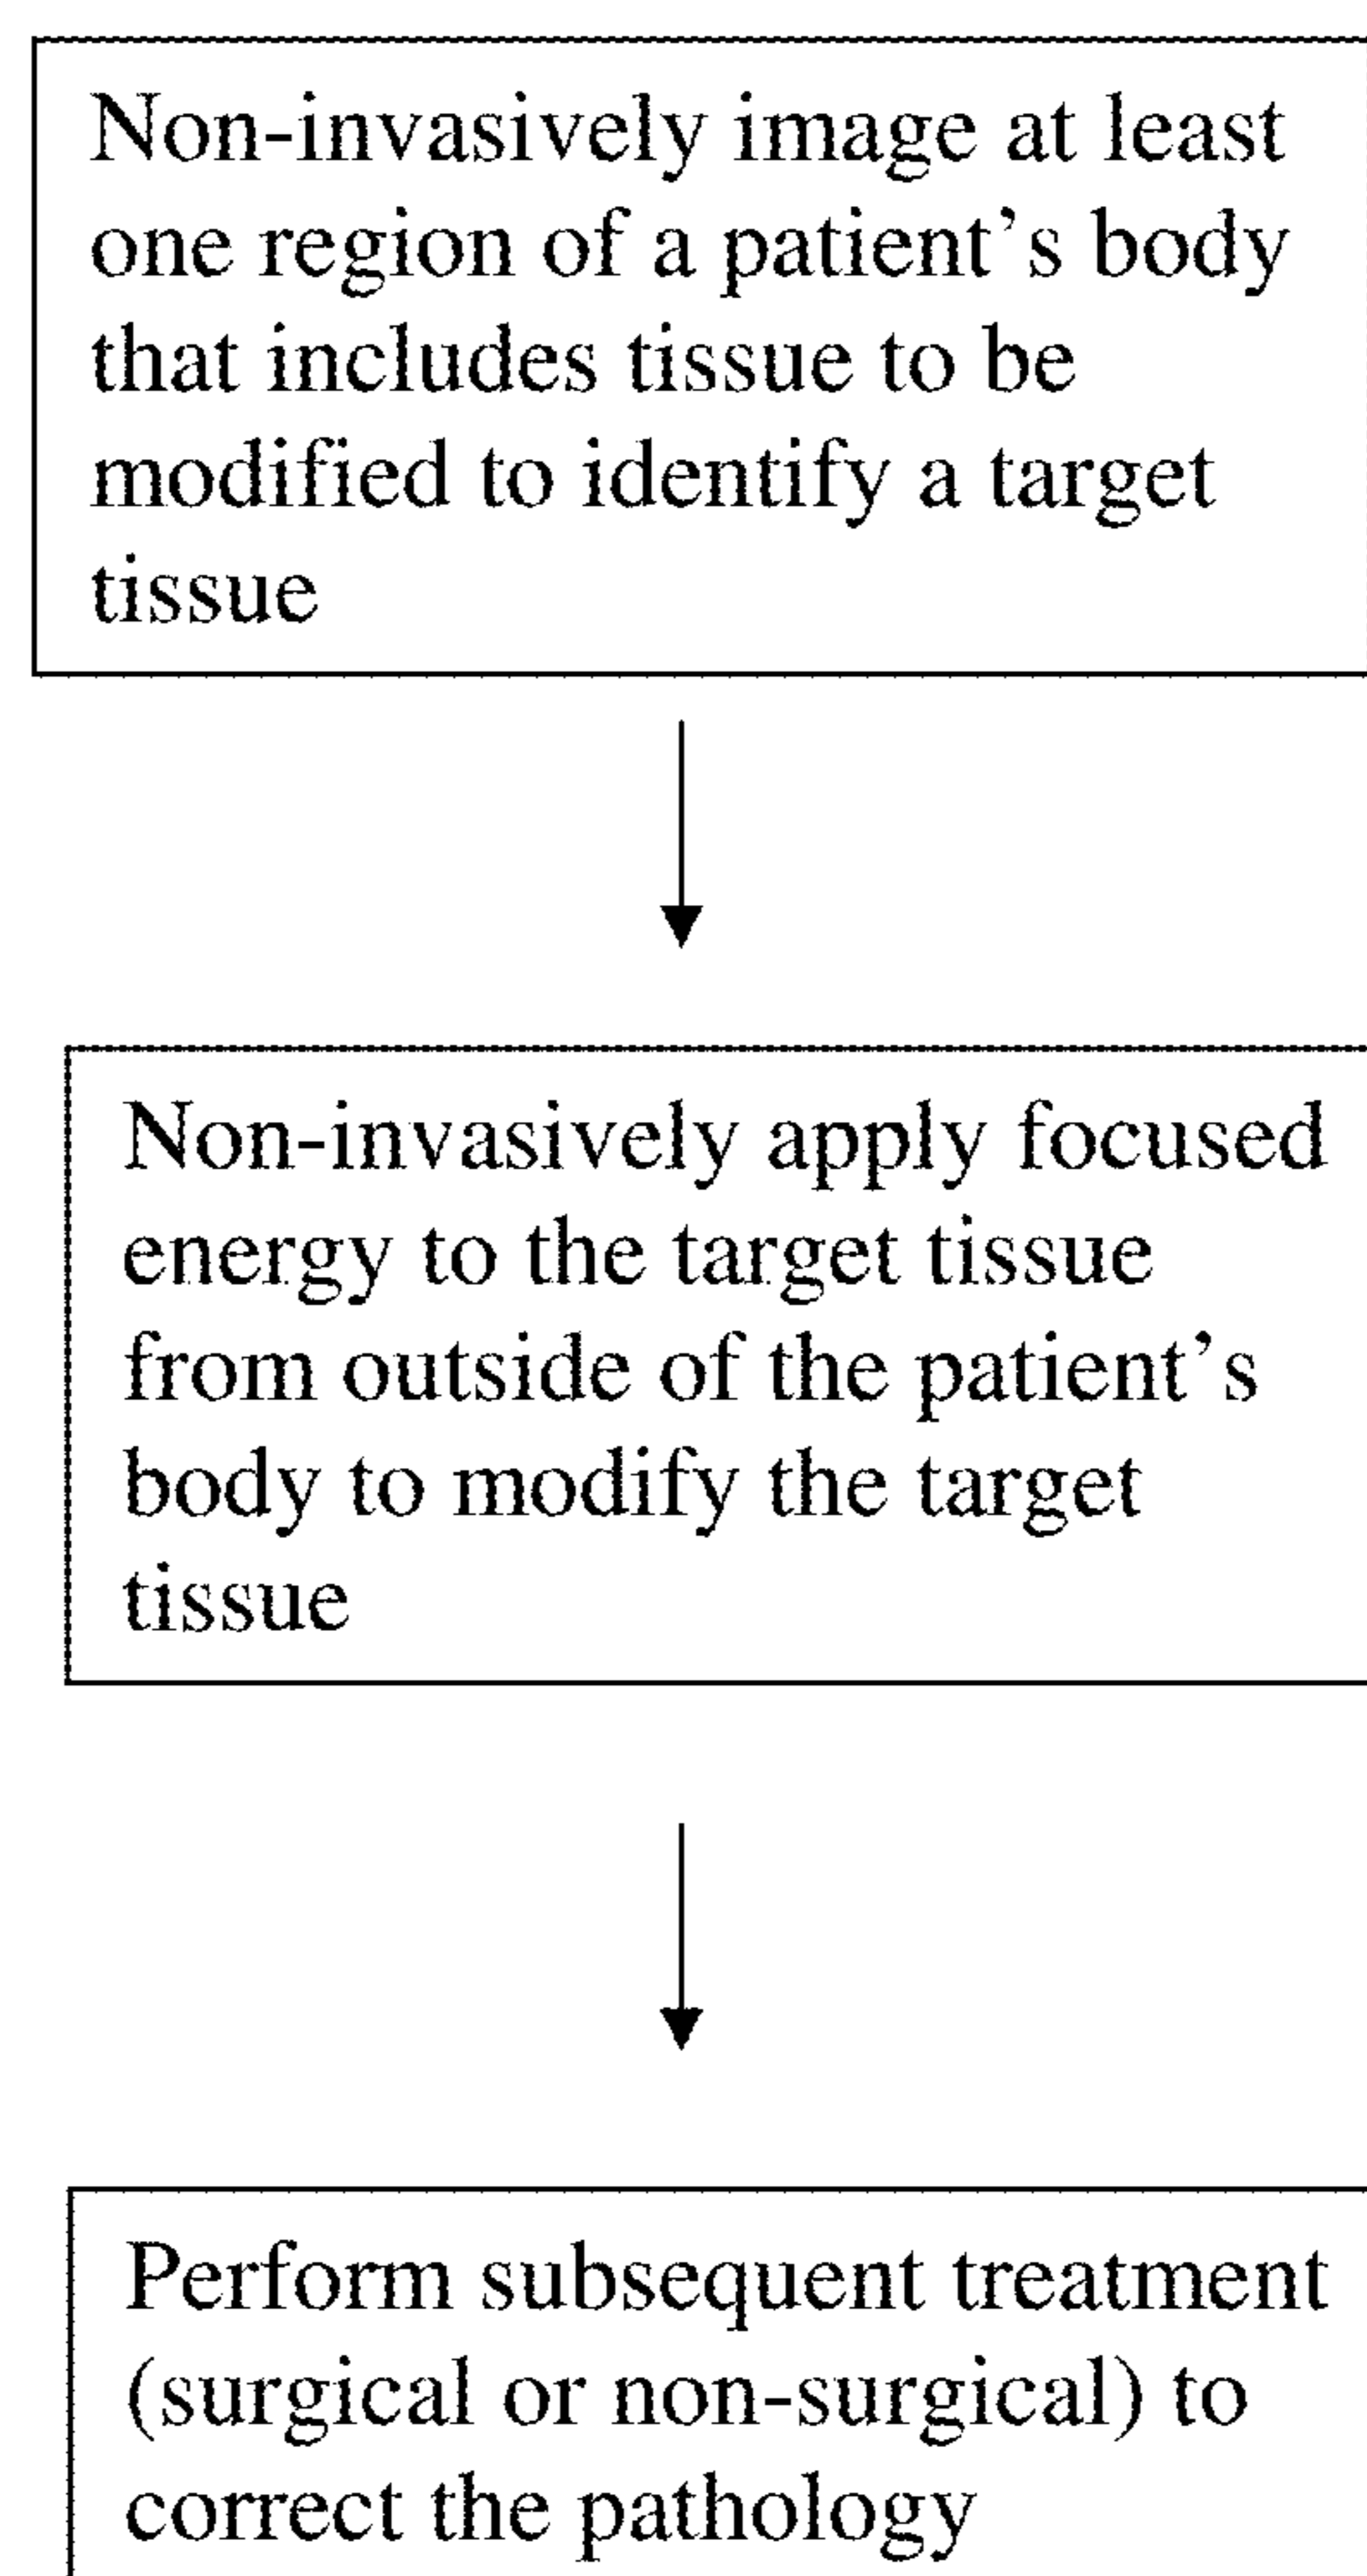 Non-invasively image at least
one region of a patient’s body
that includes tissue to be
modified to identify a target
tissue
Non-invasively apply focused
energy to the target tissue
from outside of the patient’s
body to modify the target
tissue
Perform subsequent treatment
(surgical or non-surgical) to
correct the pathology